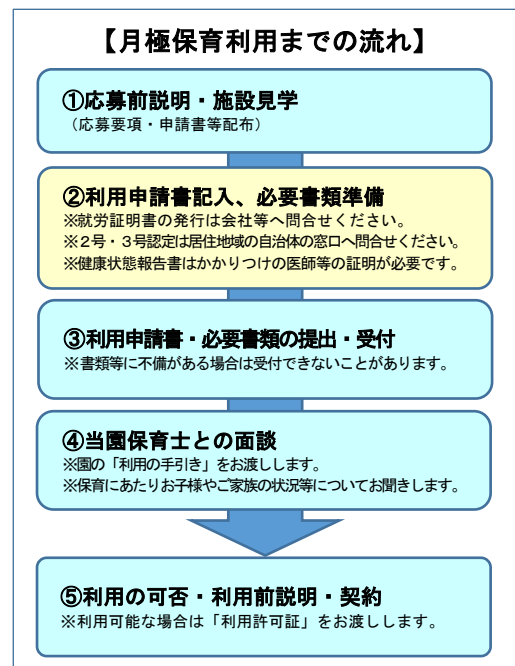 【月極保育利用までの流れ】
①応募前説明・施設見学
（応募要項・申請書等配布）
②利用申請書記入、必要書類準備
※就労証明書の発行は会社等へ問合せください。
※２号・３号認定は居住地域の自治体の窓口へ問合せください。
※健康状態報告書はかかりつけの医師等の証明が必要です。
③利用申請書・必要書類の提出・受付
※書類等に不備がある場合は受付できないことがあります。
④当園保育士との面談
※園の「利用の手引き」をお渡しします。
※保育にあたりお子様やご家族の状況等についてお聞きします。
⑤利用の可否・利用前説明・契約
※利用可能な場合は「利用許可証」をお渡しします。